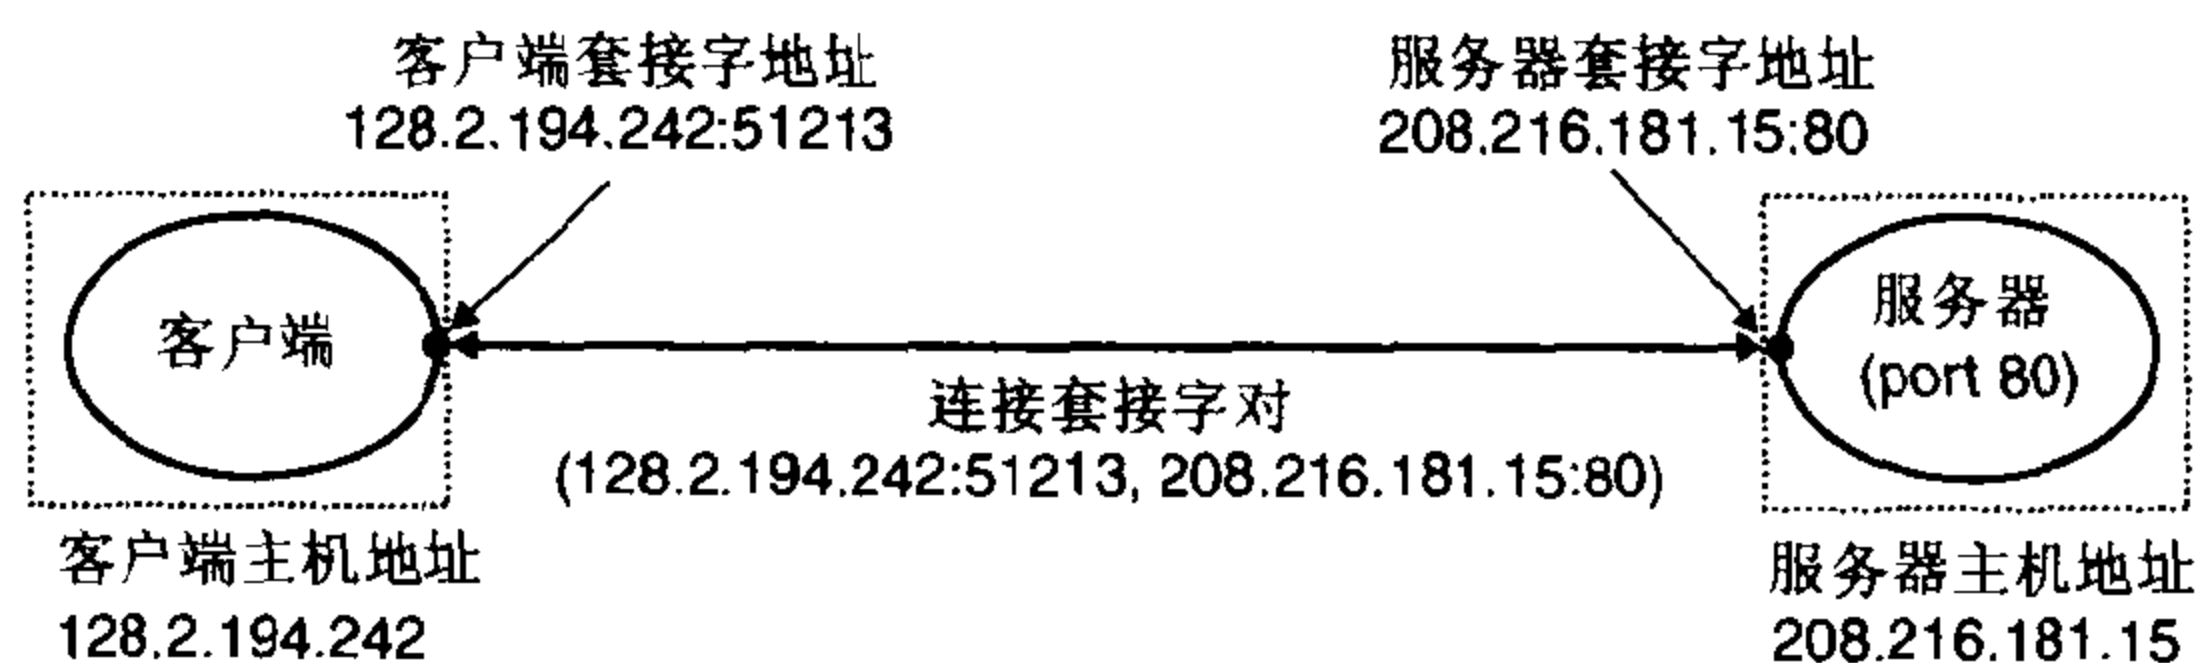 客户端套接字地址
128.2.194.242:51213
服务器套接字地址
208.216.181.15:80
客户端
服务器
(port 80)
连接套接字对
(128.2.194.242:51213, 208.216.181.15:80)
客户端主机地址
128.2.194.242
服务器主机地址
208.216.181.15